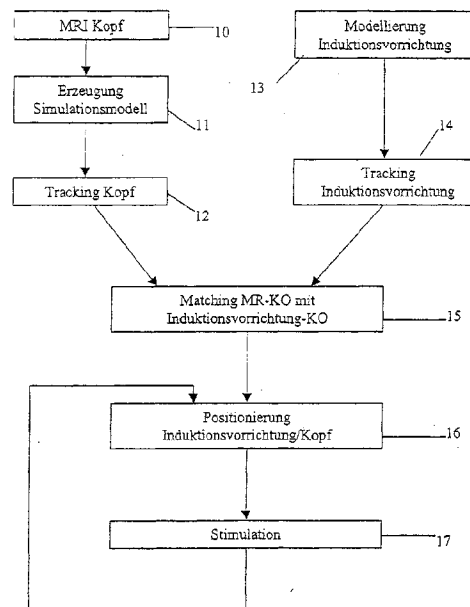 MRI Kopf
10
Modellierung
Induktionsvorrichtung
13
Erzeugung
Simulationsmodell
11
14
Tracking Kopf
12
Tracking
Induktionsvorrichtung
Matching MR-KO mit
Induktionsvorrichtung-KO
15
Positionierung
Induktionsvorrichtung/Kopf
16
Stimulation
17